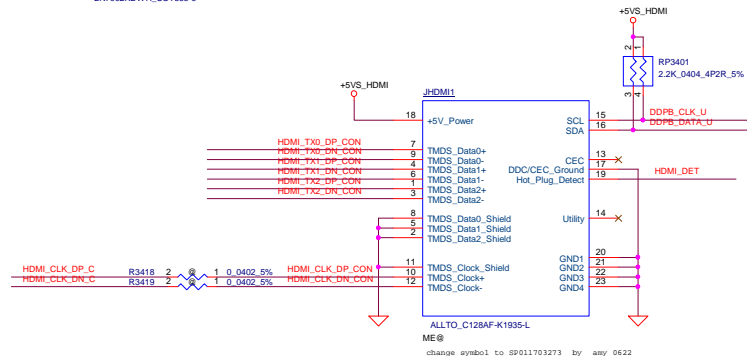 +5VS_HDMI
2 1
RP3401
2.2K_0404_4P2R_5%
3 4
+5VS_HDMI
JHDMI1
18 +5V_Power
SCL 15 DDPB_CLK_U
SDA 16 DDPB_DATA_U
HDMI_TX0_DP_CON 7 TMDS_Data0+
HDMI_TX0_DN_CON 9 TMDS_Data0-
HDMI_TX1_DP_CON 4 TMDS_Data1+
HDMI_TX1_DN_CON 6 TMDS_Data1-
HDMI_TX2_DP_CON 1 TMDS_Data2+
HDMI_TX2_DN_CON 3 TMDS_Data2-
CEC 13
DDC/CEC_Ground 17
Hot_Plug_Detect 19 HDMI_DET
8 TMDS_Data0_Shield
5 TMDS_Data1_Shield
2 TMDS_Data2_Shield
Utility 14
11 TMDS_Clock_Shield
HDMI_CLK_DP_C R3418 2 @ 1 0_0402_5% HDMI_CLK_DP_CON 10 TMDS_Clock+
HDMI_CLK_DN_C R3419 2 @ 1 0_0402_5% HDMI_CLK_DN_CON 12 TMDS_Clock-
GND1 20
GND2 21
GND3 22
GND4 23
ALLTO_C128AF-K1935-L
ME@
change symbol to SP011703273 by amy 0622